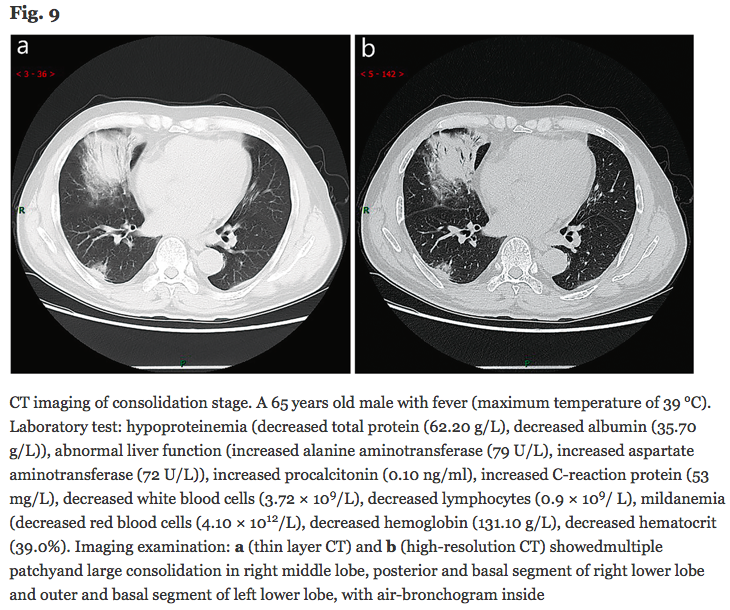 Fig. 9
a
b
< 3 - 36 >
< 5 - 142 >
R
R
P
P
CT imaging of consolidation stage. A 65 years old male with fever (maximum temperature of 39 °C).
Laboratory test: hypoproteinemia (decreased total protein (62.20 g/L), decreased albumin (35.70
g/L)), abnormal liver function (increased alanine aminotransferase (79 U/L), increased aspartate
aminotransferase (72 U/L)), increased procalcitonin (0.10 ng/ml), increased C-reaction protein (53
mg/L), decreased white blood cells (3.72 × 10⁹/L), decreased lymphocytes (0.9 × 10⁹/ L), mildanemia
(decreased red blood cells (4.10 × 10¹²/L), decreased hemoglobin (131.10 g/L), decreased hematocrit
(39.0%). Imaging examination: a (thin layer CT) and b (high-resolution CT) showedmultiple
patchyand large consolidation in right middle lobe, posterior and basal segment of right lower lobe
and outer and basal segment of left lower lobe, with air-bronchogram inside